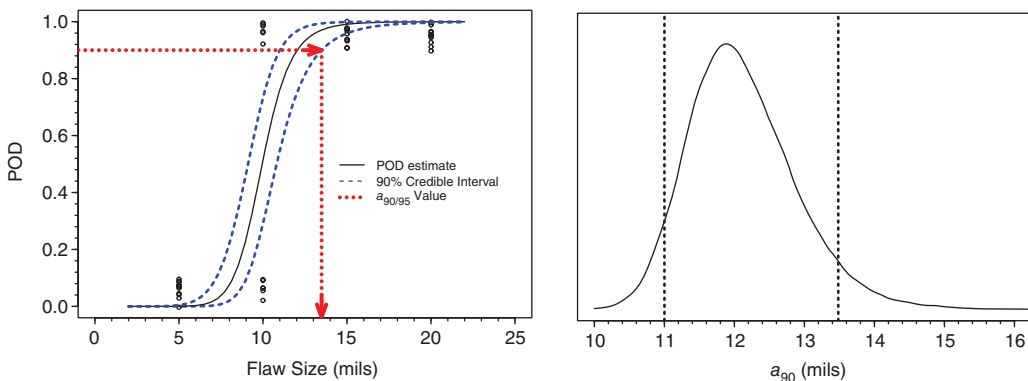 1.0
0.8
0.6
0.4
0.2
0.0
POD
POD estimate
90% Credible Interval
a90/95 Value
0 5 10 15 20 25
Flaw Size (mils)
10 11 12 13 14 15 16
a90 (mils)